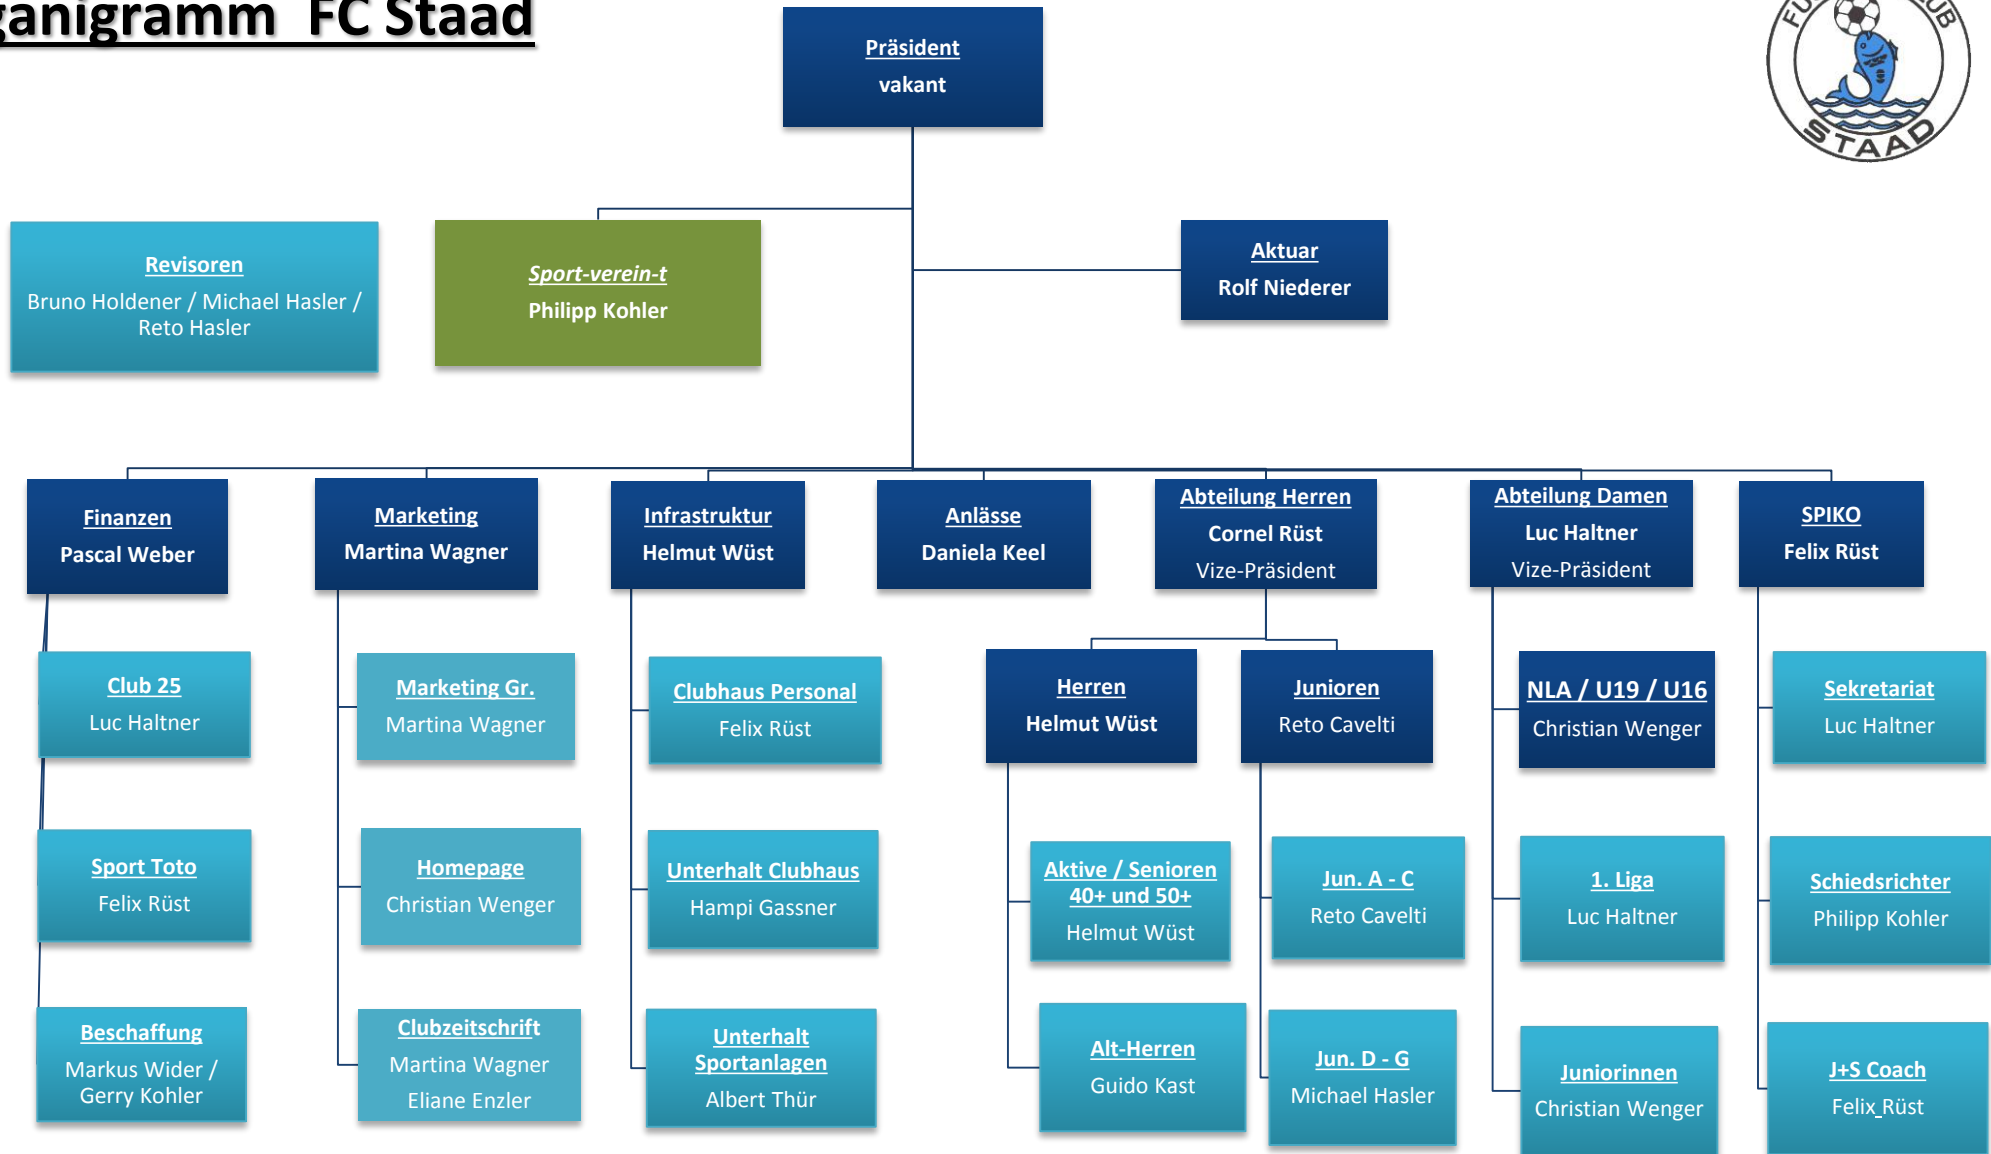 ganigramm FC Staad
Präsident
vakant
STAAD
Revisoren
Bruno Holdener / Michael Hasler /
Reto Hasler
Sport-verein-t
Philipp Kohler
Aktuar
Rolf Niederer
Finanzen
Pascal Weber
Marketing
Martina Wagner
Infrastruktur
Helmut Wüst
Anlässe
Daniela Keel
Abteilung Herren
Cornel Rüst
Vize-Präsident
Abteilung Damen
Luc Haltner
Vize-Präsident
SPIKO
Felix Rüst
Club 25
Luc Haltner
Marketing Gr.
Martina Wagner
Clubhaus Personal
Felix Rüst
Herren
Helmut Wüst
Junioren
Reto Cavelti
NLA / U19 / U16
Christian Wenger
Sekretariat
Luc Haltner
Sport Toto
Felix Rüst
Homepage
Christian Wenger
Unterhalt Clubhaus
Hampi Gassner
Aktive / Senioren
40+ und 50+
Helmut Wüst
Jun. A - C
Reto Cavelti
1. Liga
Luc Haltner
Schiedsrichter
Philipp Kohler
Beschaffung
Markus Wider /
Gerry Kohler
Clubzeitschrift
Martina Wagner
Eliane Enzler
Unterhalt
Sportanlagen
Albert Thür
Alt-Herren
Guido Kast
Jun. D - G
Michael Hasler
Juniorinnen
Christian Wenger
J+S Coach
Felix Rüst